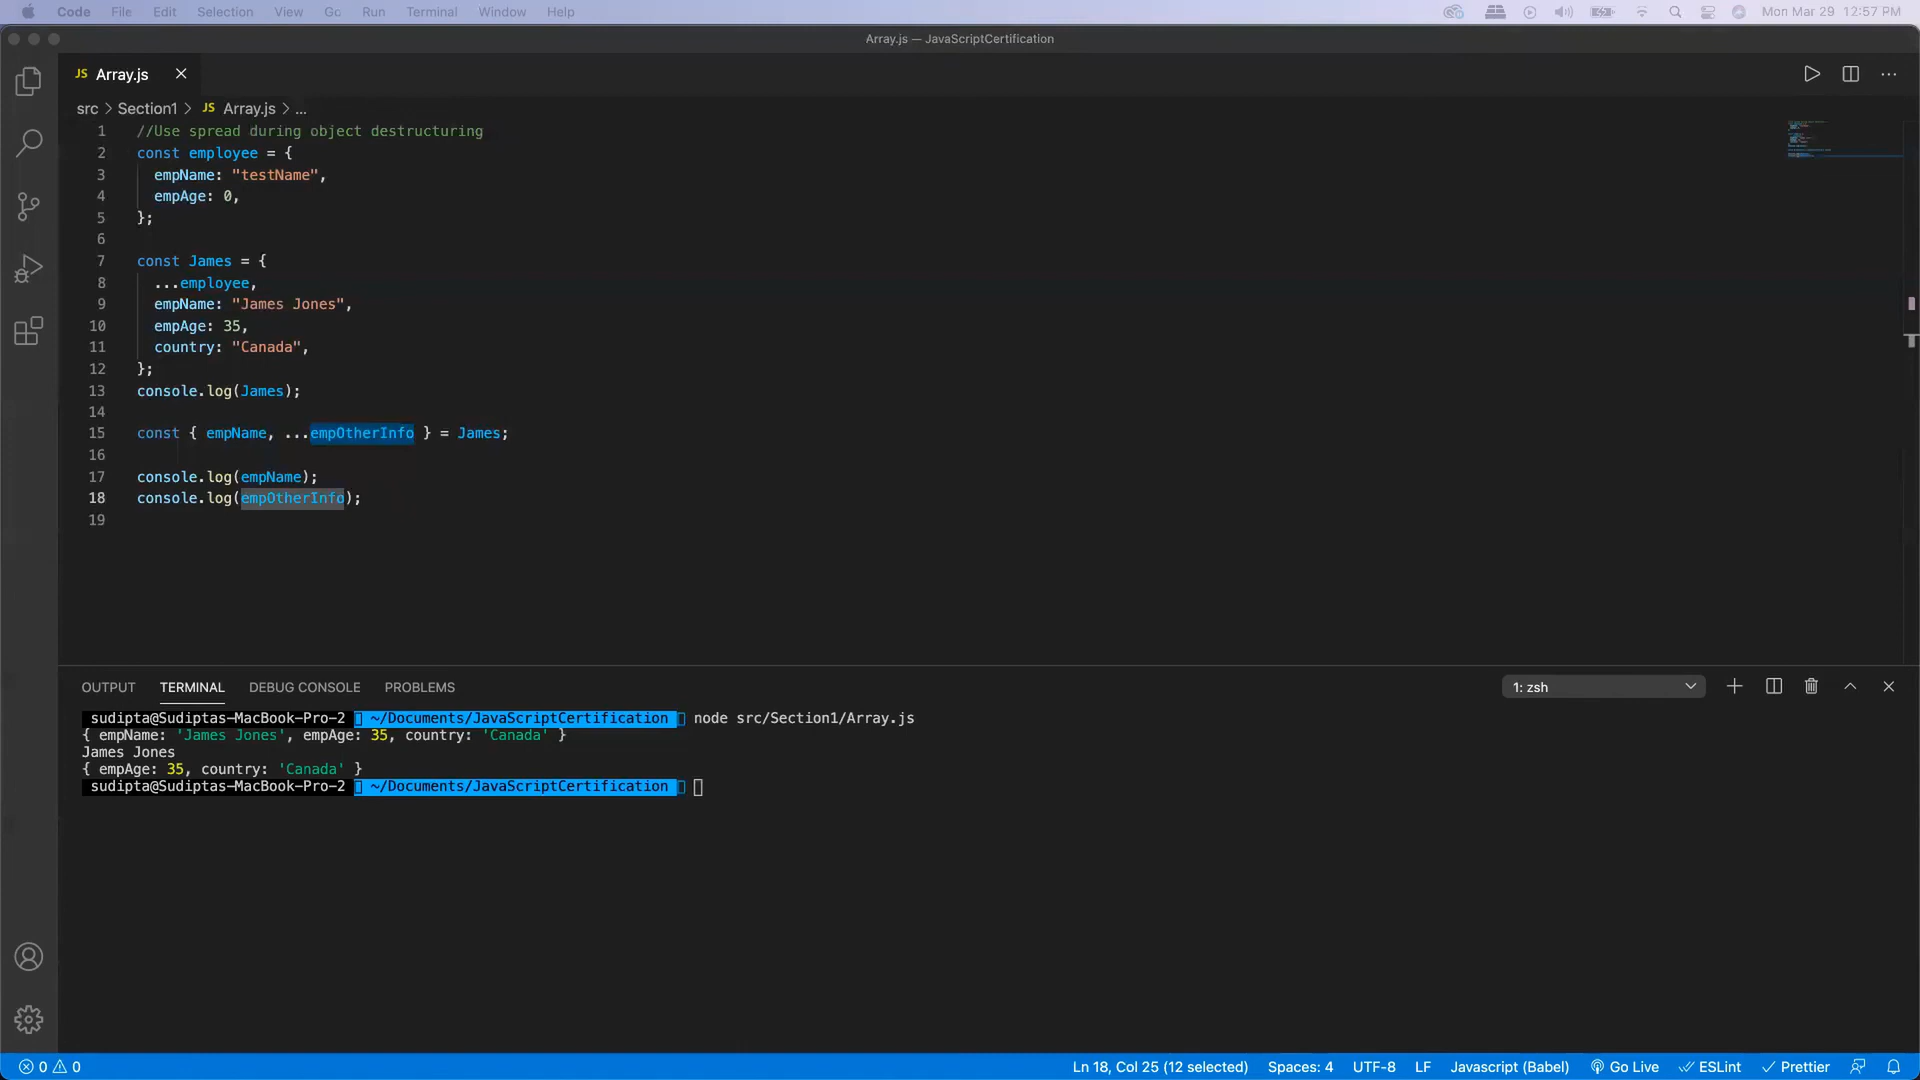 Code File Edit Selection View Go Run Terminal Window Help Mon Mar 29 12:57 PM
Array.js — JavaScriptCertification
JS Array.js
src > Section1 > JS Array.js > ...
1 //Use spread during object destructuring
2 const employee = {
3 empName: "testName",
4 empAge: 0,
5 };
6
7 const James = {
8 ...employee,
9 empName: "James Jones",
10 empAge: 35,
11 country: "Canada",
12 };
13 console.log(James);
14
15 const { empName, ...empOtherInfo } = James;
16
17 console.log(empName);
18 console.log(empOtherInfo);
19
OUTPUT TERMINAL DEBUG CONSOLE PROBLEMS 1: zsh
sudipta@Sudiptas-MacBook-Pro-2 ~/Documents/JavaScriptCertification node src/Section1/Array.js
{ empName: 'James Jones', empAge: 35, country: 'Canada' }
James Jones
{ empAge: 35, country: 'Canada' }
sudipta@Sudiptas-MacBook-Pro-2 ~/Documents/JavaScriptCertification
0 0 Ln 18, Col 25 (12 selected) Spaces: 4 UTF-8 LF Javascript (Babel) Go Live ESLint Prettier